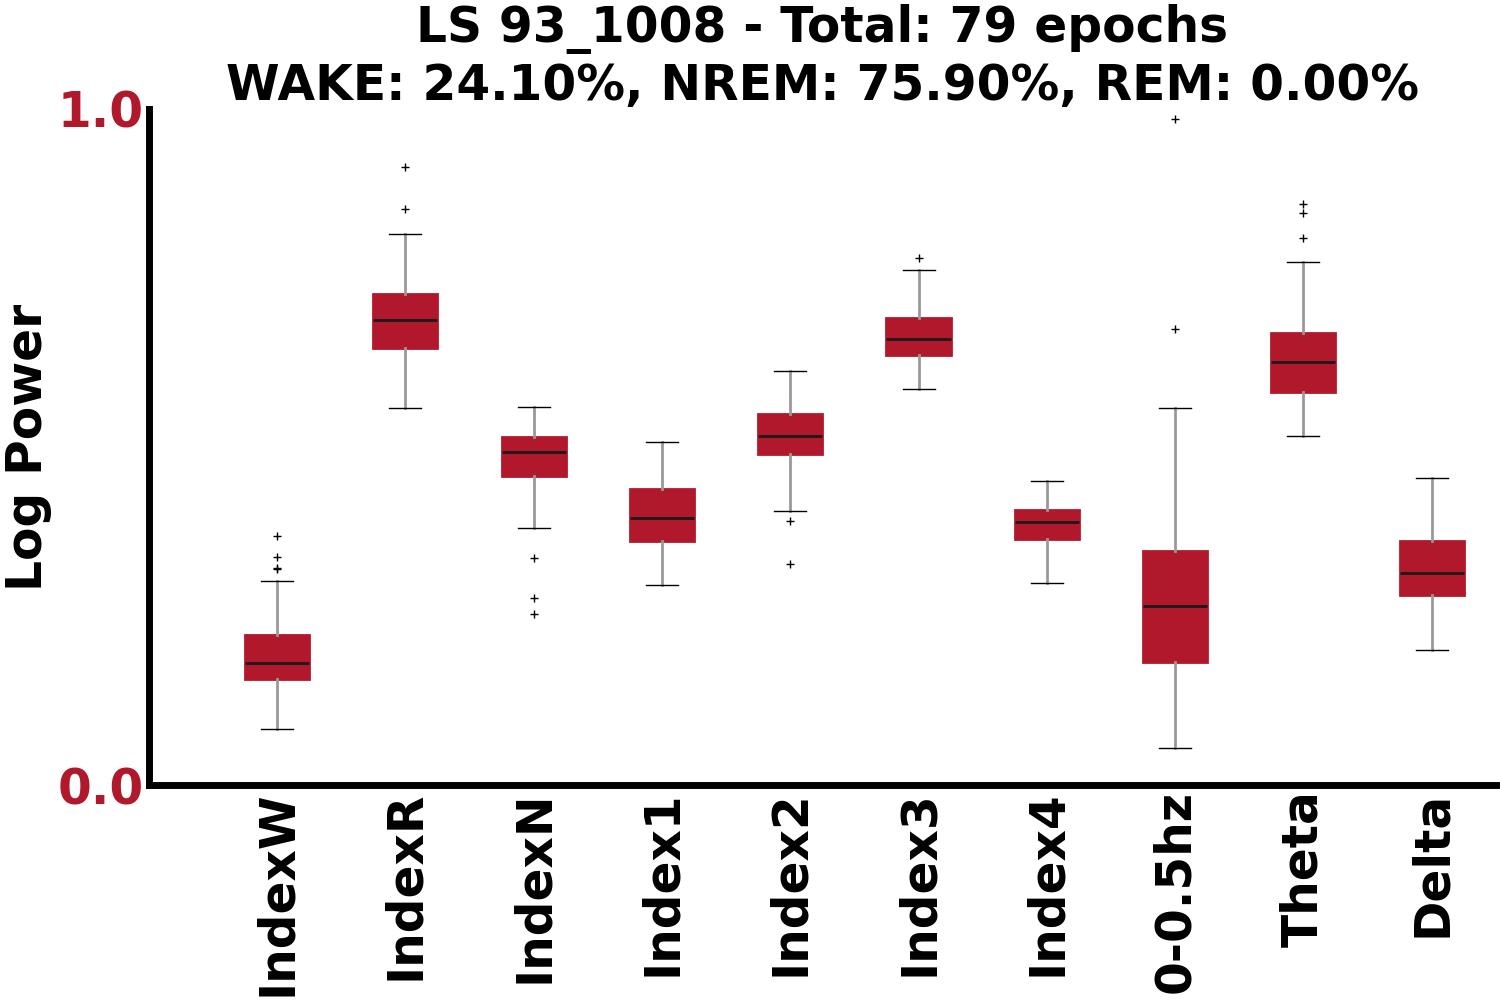 LS 93_1008 - Total: 79 epochs
WAKE: 24.10%, NREM: 75.90%, REM: 0.00%
1.0
Log Power
0.0
IndexW
IndexR
IndexN
Index1
Index2
Index3
Index4
0-0.5hz
Theta
Delta